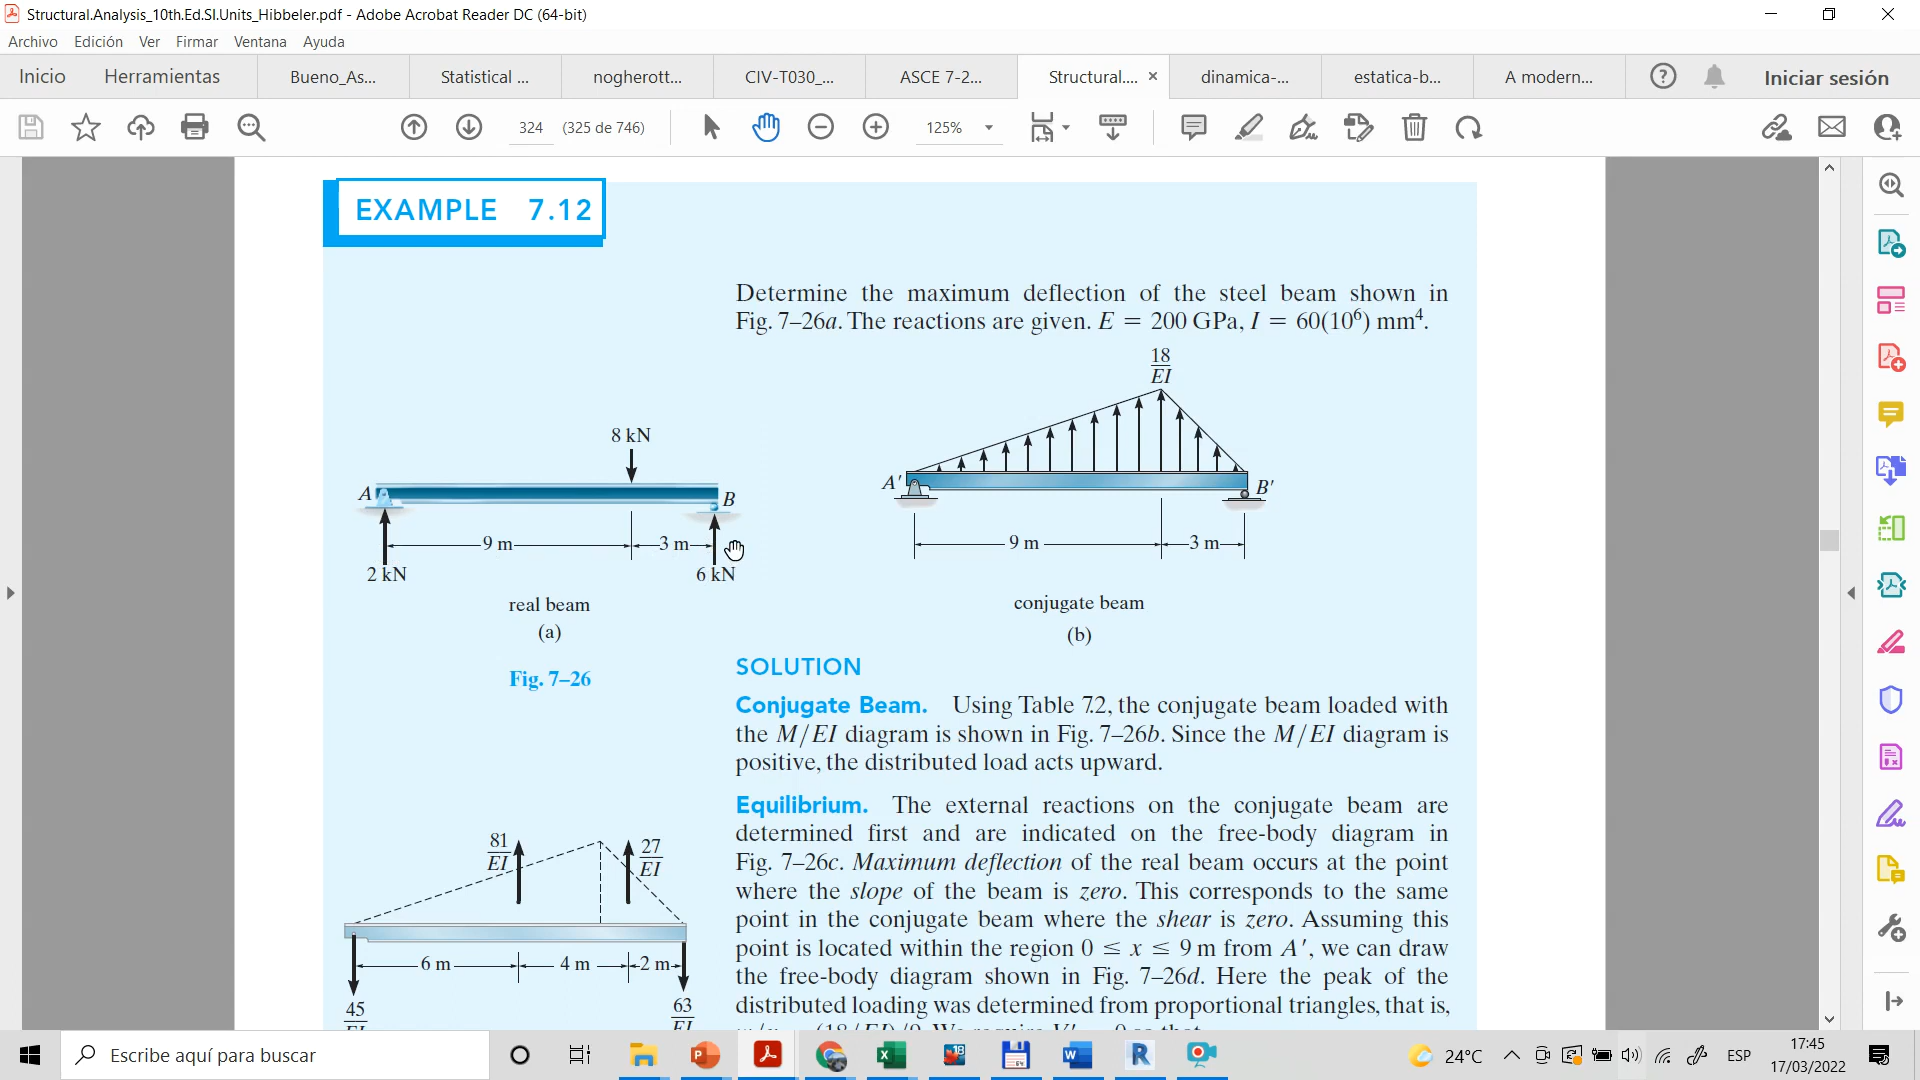 Structural.Analysis_10th.Ed.SI.Units_Hibbeler.pdf - Adobe Acrobat Reader DC (64-bit)
Archivo Edición Ver Firmar Ventana Ayuda
Inicio Herramientas Bueno_As... Statistical ... nogherott... CIV-T030_... ASCE 7-2... Structural.... × dinamica-... estatica-b... A modern... Iniciar sesión
324 (325 de 746) 125%
EXAMPLE 7.12
Determine the maximum deflection of the steel beam shown in
Fig. 7–26a. The reactions are given. E = 200 GPa, I = 60(10⁶) mm⁴.
18
EI
8 kN
A
B
9 m
3 m
2 kN
6 kN
real beam
(a)
Fig. 7–26
A′
B′
9 m
3 m
conjugate beam
(b)
SOLUTION
Conjugate Beam. Using Table 7.2, the conjugate beam loaded with
the M/EI diagram is shown in Fig. 7–26b. Since the M/EI diagram is
positive, the distributed load acts upward.
Equilibrium. The external reactions on the conjugate beam are
determined first and are indicated on the free-body diagram in
Fig. 7–26c. Maximum deflection of the real beam occurs at the point
where the slope of the beam is zero. This corresponds to the same
point in the conjugate beam where the shear is zero. Assuming this
point is located within the region 0 ≤ x ≤ 9 m from A′, we can draw
the free-body diagram shown in Fig. 7–26d. Here the peak of the
distributed loading was determined from proportional triangles, that is,
81
EI
27
EI
6 m
4 m
2 m
45
63
Escribe aquí para buscar
18
24°C
ESP
17:45
17/03/2022